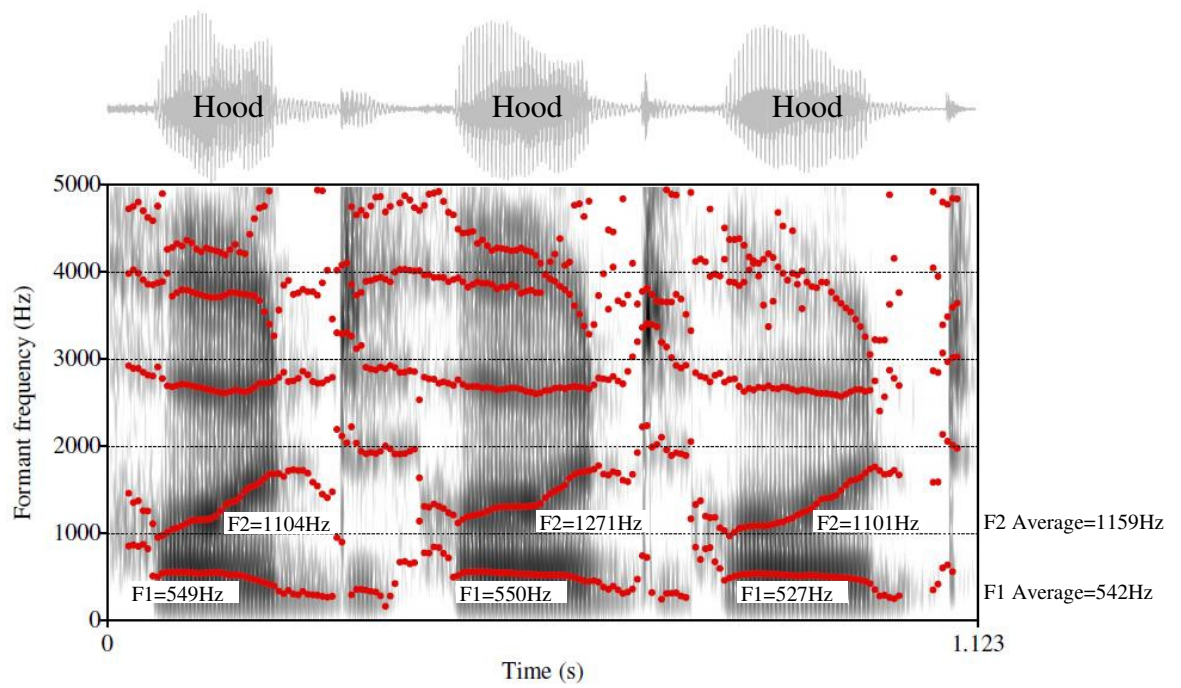 Hood Hood Hood
5000
4000
3000
2000
1000
0
Formant frequency (Hz)
F2=1104Hz F2=1271Hz F2=1101Hz
F2 Average=1159Hz
F1=549Hz F1=550Hz F1=527Hz
F1 Average=542Hz
0 1.123
Time (s)